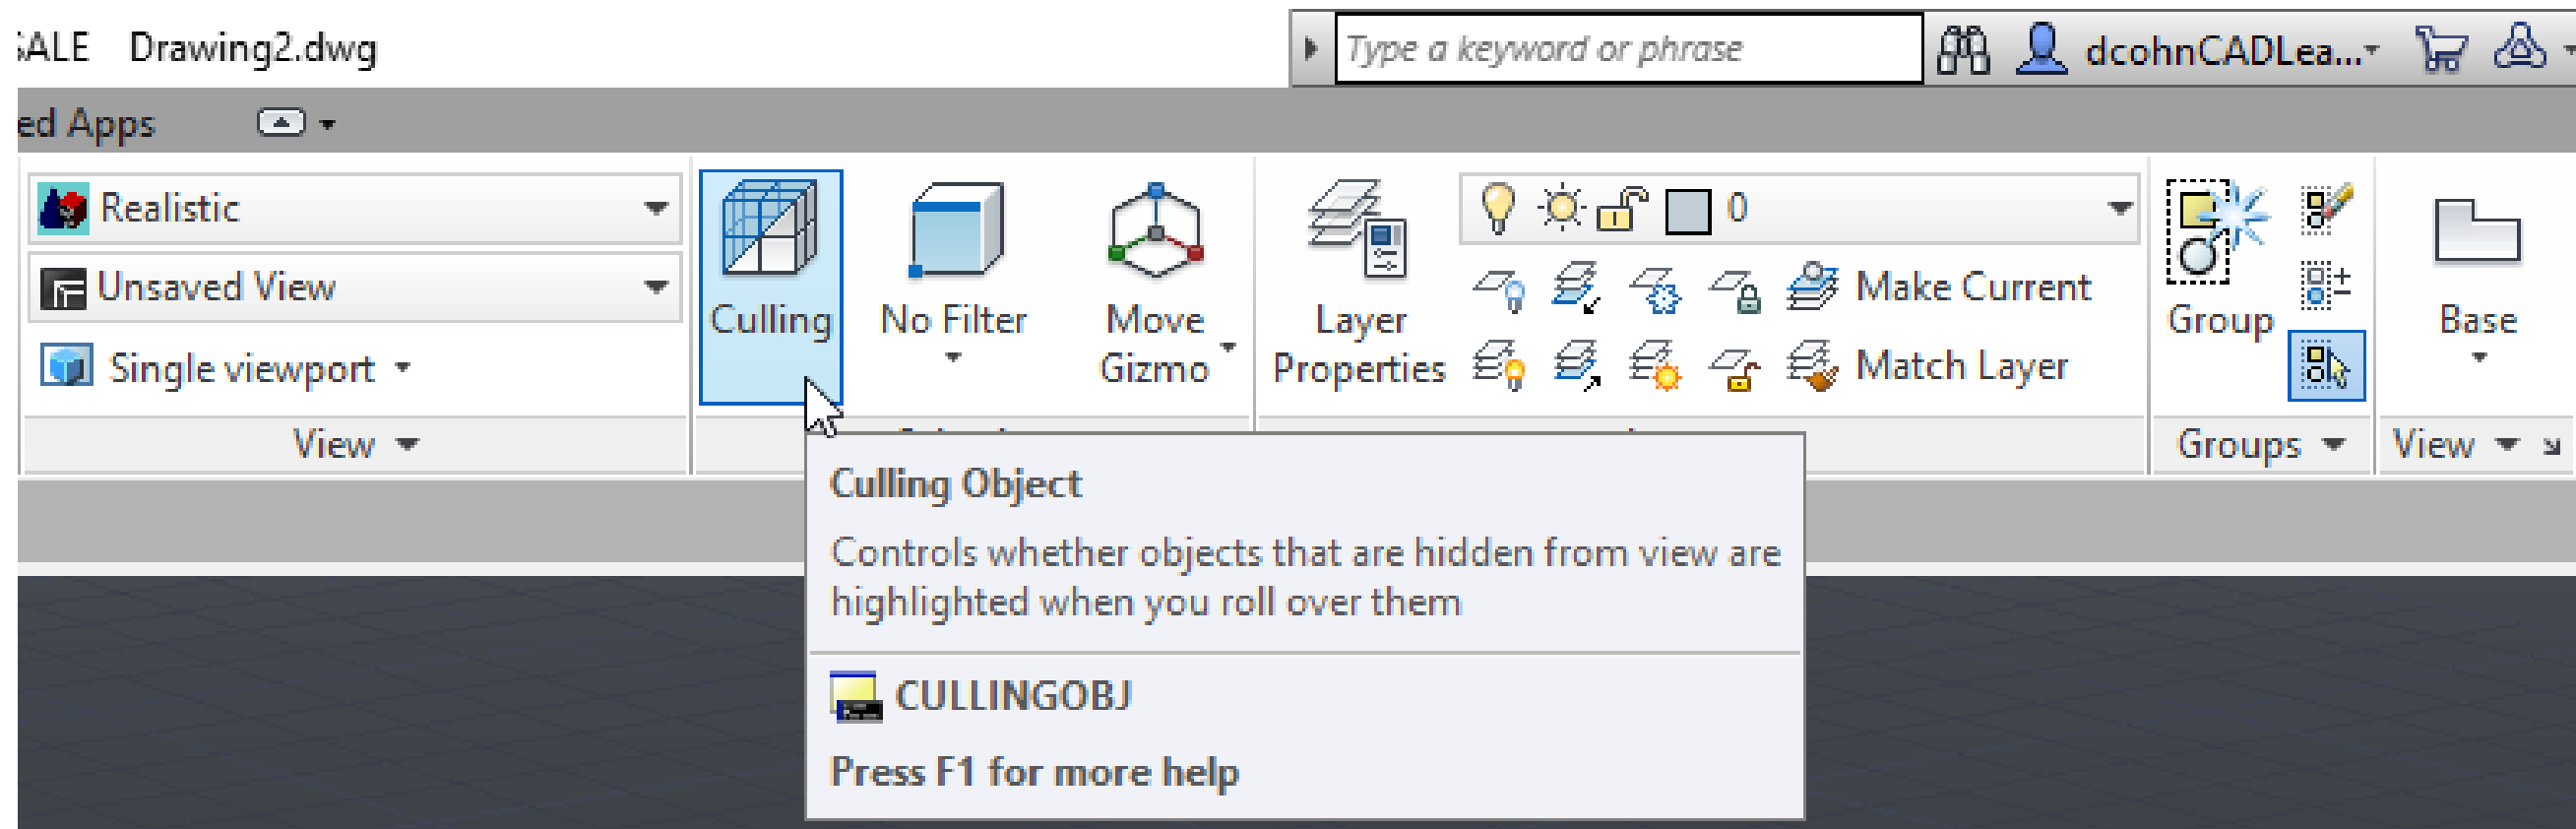 Drawing2.dwg
Type a keyword or phrase
dcohnCADLea...
ed Apps
Realistic
Unsaved View
Single viewport
View
Culling
No Filter
Move
Gizmo
Layer
Properties
0
Make Current
Match Layer
Group
Groups
Base
View
Culling Object
Controls whether objects that are hidden from view are
highlighted when you roll over them
CULLINGOBJ
Press F1 for more help